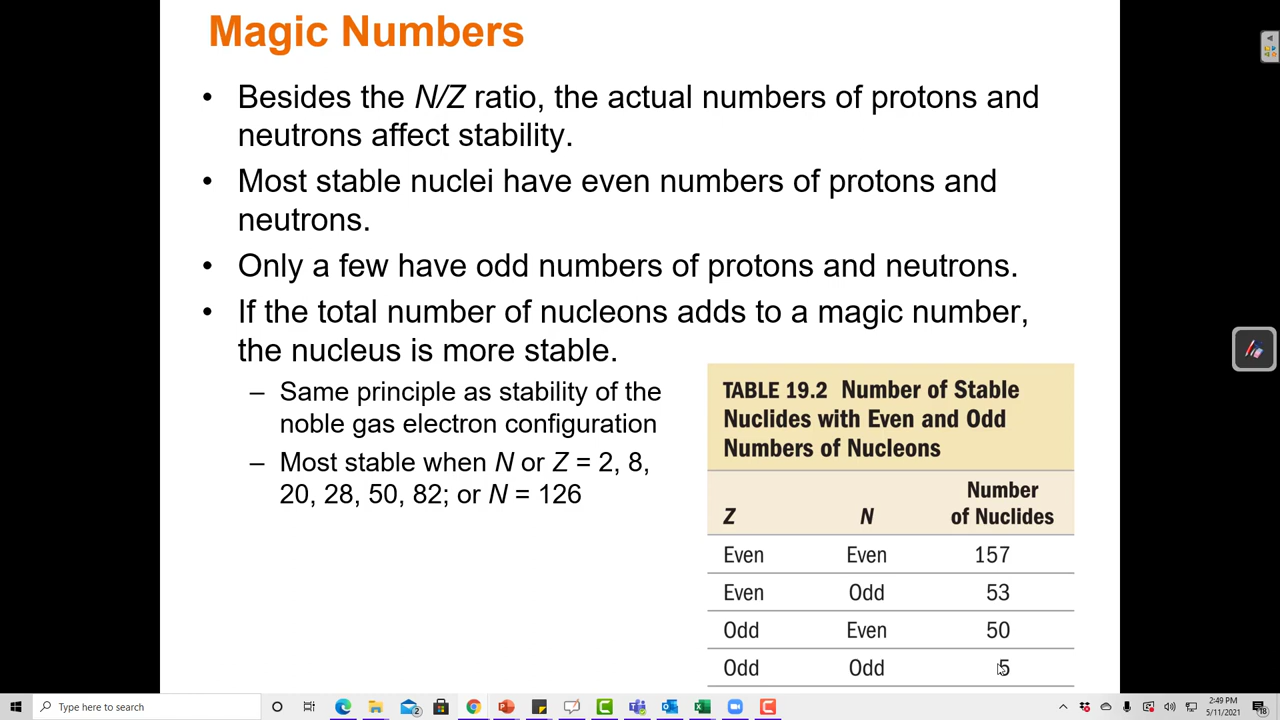 Magic Numbers
• Besides the N/Z ratio, the actual numbers of protons and
neutrons affect stability.
• Most stable nuclei have even numbers of protons and
neutrons.
• Only a few have odd numbers of protons and neutrons.
• If the total number of nucleons adds to a magic number,
the nucleus is more stable.
– Same principle as stability of the
noble gas electron configuration
– Most stable when N or Z = 2, 8,
20, 28, 50, 82; or N = 126
TABLE 19.2 Number of Stable
Nuclides with Even and Odd
Numbers of Nucleons
Number
Z N of Nuclides
Even Even 157
Even Odd 53
Odd Even 50
Odd Odd 5
Type here to search
2:49 PM
5/11/2021